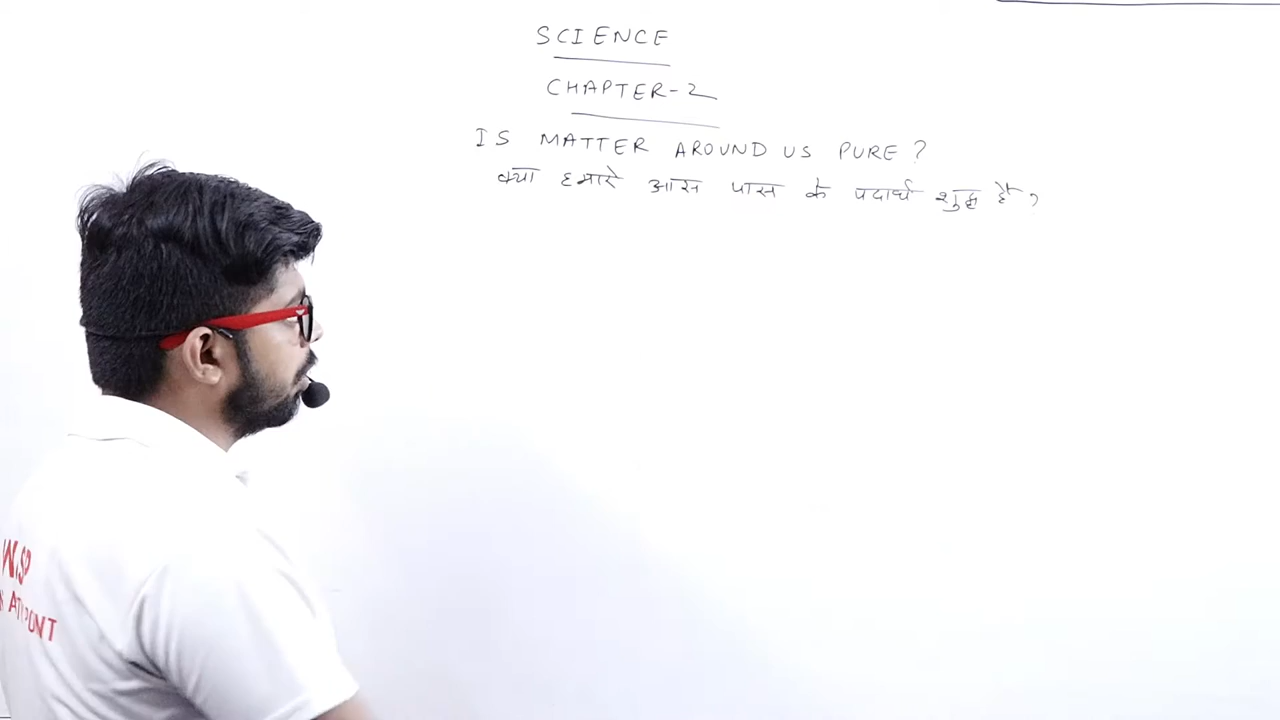 SCIENCE
CHAPTER-2
IS MATTER AROUND US PURE?
क्या हमारे आस पास के पदार्थ शुद्ध है?